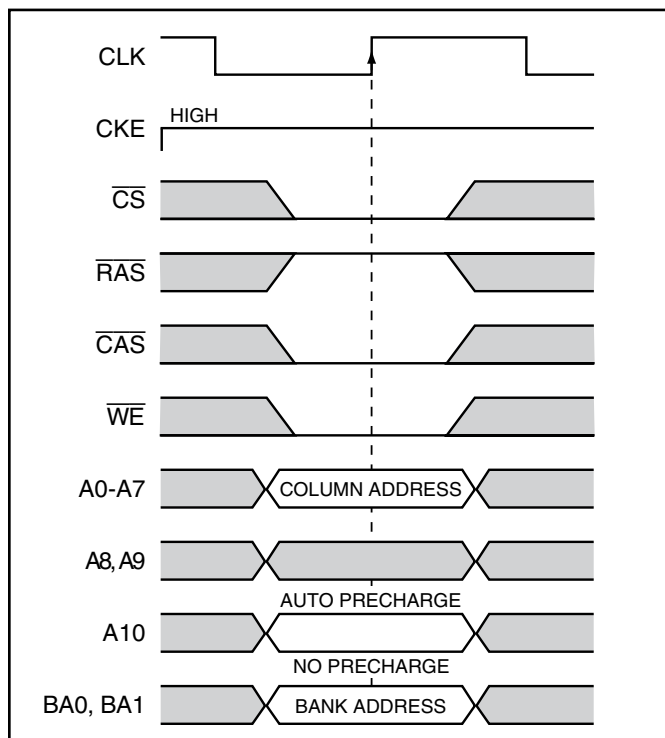 CLK
CKE HIGH
CS
RAS
CAS
WE
A0-A7 COLUMN ADDRESS
A8, A9
AUTO PRECHARGE
A10
NO PRECHARGE
BA0, BA1 BANK ADDRESS